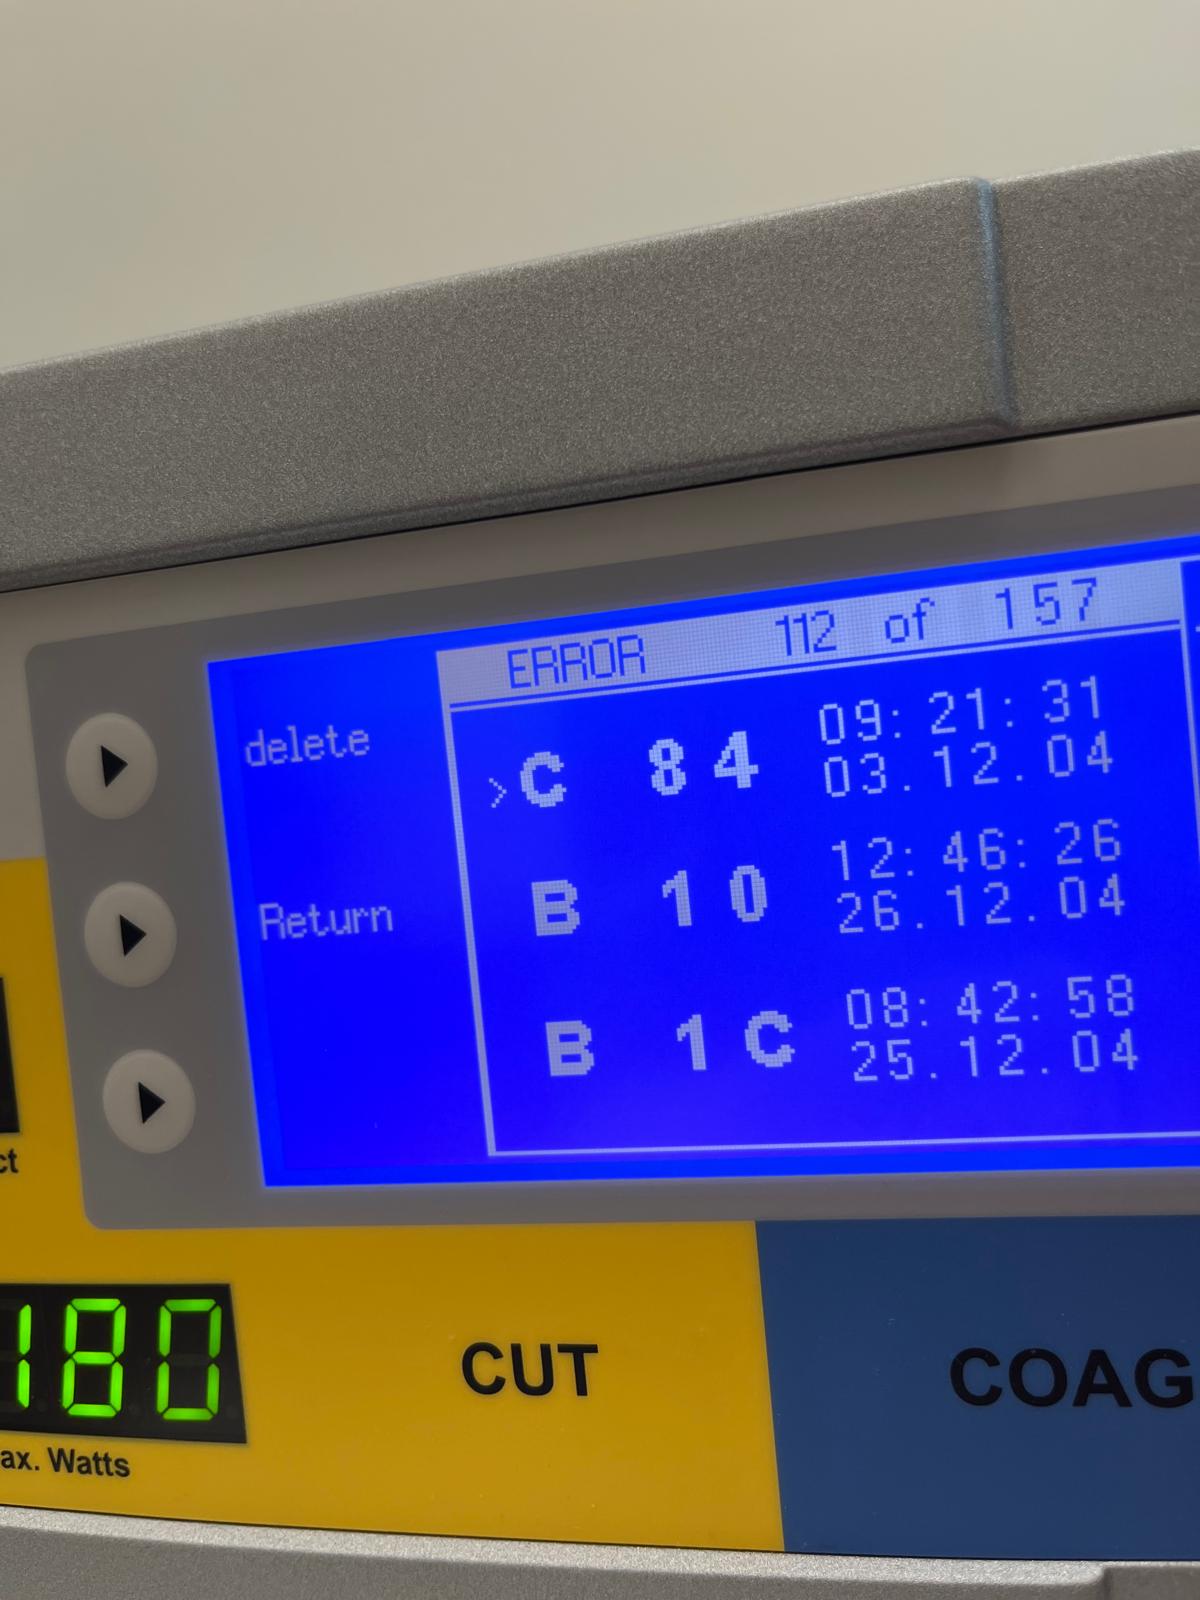 ERROR 112 of 157
delete
>C 84 09:21:31
03.12.04
B 10 12:46:26
26.12.04
Return
B 1C 08:42:58
25.12.04
180
CUT
COAG
ax. Watts
ct